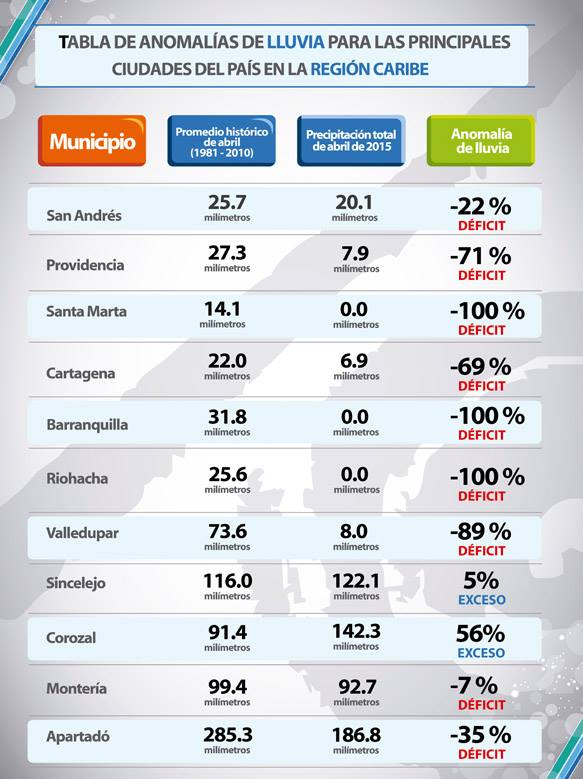 TABLA DE ANOMALÍAS DE LLUVIA PARA LAS PRINCIPALES
CIUDADES DEL PAÍS EN LA REGIÓN CARIBE
Municipio
Promedio histórico
de abril
(1981 - 2010)
Precipitación total
de abril de 2015
Anomalía
de lluvia
San Andrés
25.7
milímetros
20.1
milímetros
-22 %
DÉFICIT
Providencia
27.3
milímetros
7.9
milímetros
-71 %
DÉFICIT
Santa Marta
14.1
milímetros
0.0
milímetros
-100 %
DÉFICIT
Cartagena
22.0
milímetros
6.9
milímetros
-69 %
DÉFICIT
Barranquilla
31.8
milímetros
0.0
milímetros
-100 %
DÉFICIT
Riohacha
25.6
milímetros
0.0
milímetros
-100 %
DÉFICIT
Valledupar
73.6
milímetros
8.0
milímetros
-89 %
DÉFICIT
Sincelejo
116.0
milímetros
122.1
milímetros
5%
EXCESO
Corozal
91.4
milímetros
142.3
milímetros
56%
EXCESO
Montería
99.4
milímetros
92.7
milímetros
-7 %
DÉFICIT
Apartadó
285.3
milímetros
186.8
milímetros
-35 %
DÉFICIT